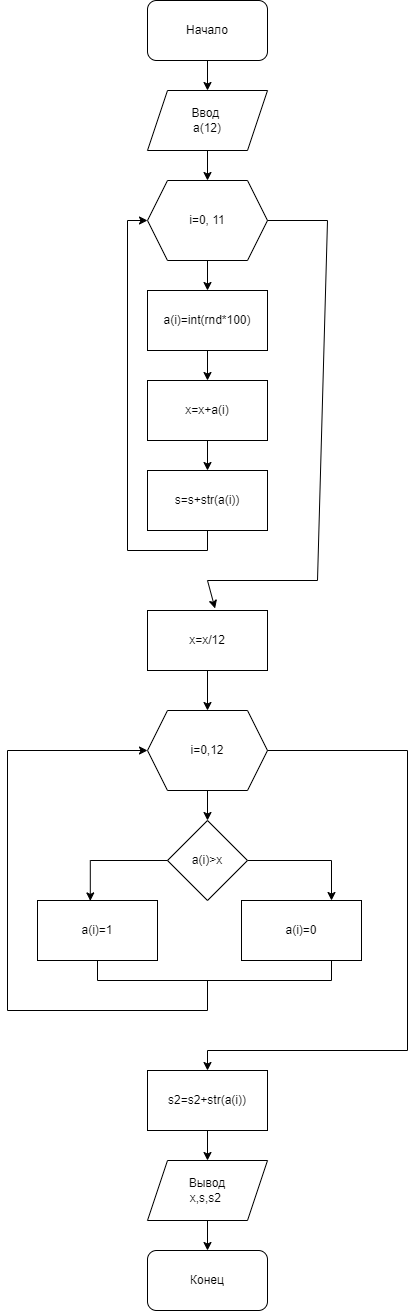 Начало
Ввод
a(12)
i=0, 11
a(i)=int(rnd*100)
x=x+a(i)
s=s+str(a(i))
x=x/12
i=0,12
a(i)>x
a(i)=1
a(i)=0
s2=s2+str(a(i))
Вывод
x,s,s2
Конец